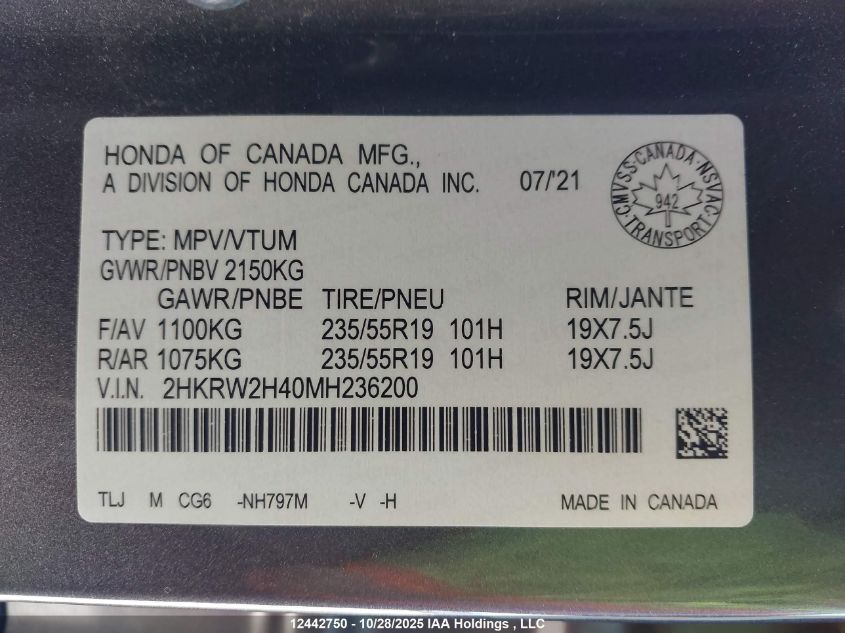 HONDA OF CANADA MFG.,
A DIVISION OF HONDA CANADA INC. 07/'21
CMVSS·CANADA·NSVAC
942
TRANSPORT
TYPE: MPV/VTUM
GVWR/PNBV 2150KG
GAWR/PNBE TIRE/PNEU RIM/JANTE
F/AV 1100KG 235/55R19 101H 19X7.5J
R/AR 1075KG 235/55R19 101H 19X7.5J
V.I.N. 2HKRW2H40MH236200
TLJ M CG6 -NH797M -V -H MADE IN CANADA
12442750 - 10/28/2025 IAA Holdings , LLC